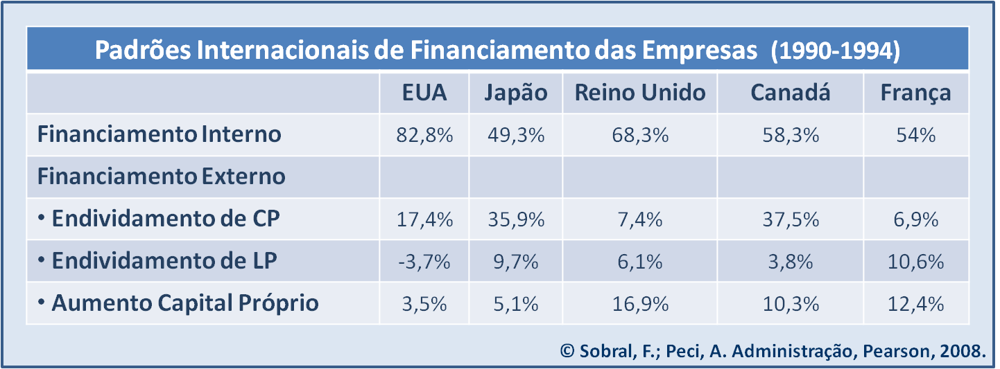 Padrões Internacionais de Financiamento das Empresas (1990-1994)
EUA Japão Reino Unido Canadá França
Financiamento Interno 82,8% 49,3% 68,3% 58,3% 54%
Financiamento Externo
• Endividamento de CP 17,4% 35,9% 7,4% 37,5% 6,9%
• Endividamento de LP -3,7% 9,7% 6,1% 3,8% 10,6%
• Aumento Capital Próprio 3,5% 5,1% 16,9% 10,3% 12,4%
© Sobral, F.; Peci, A. Administração, Pearson, 2008.